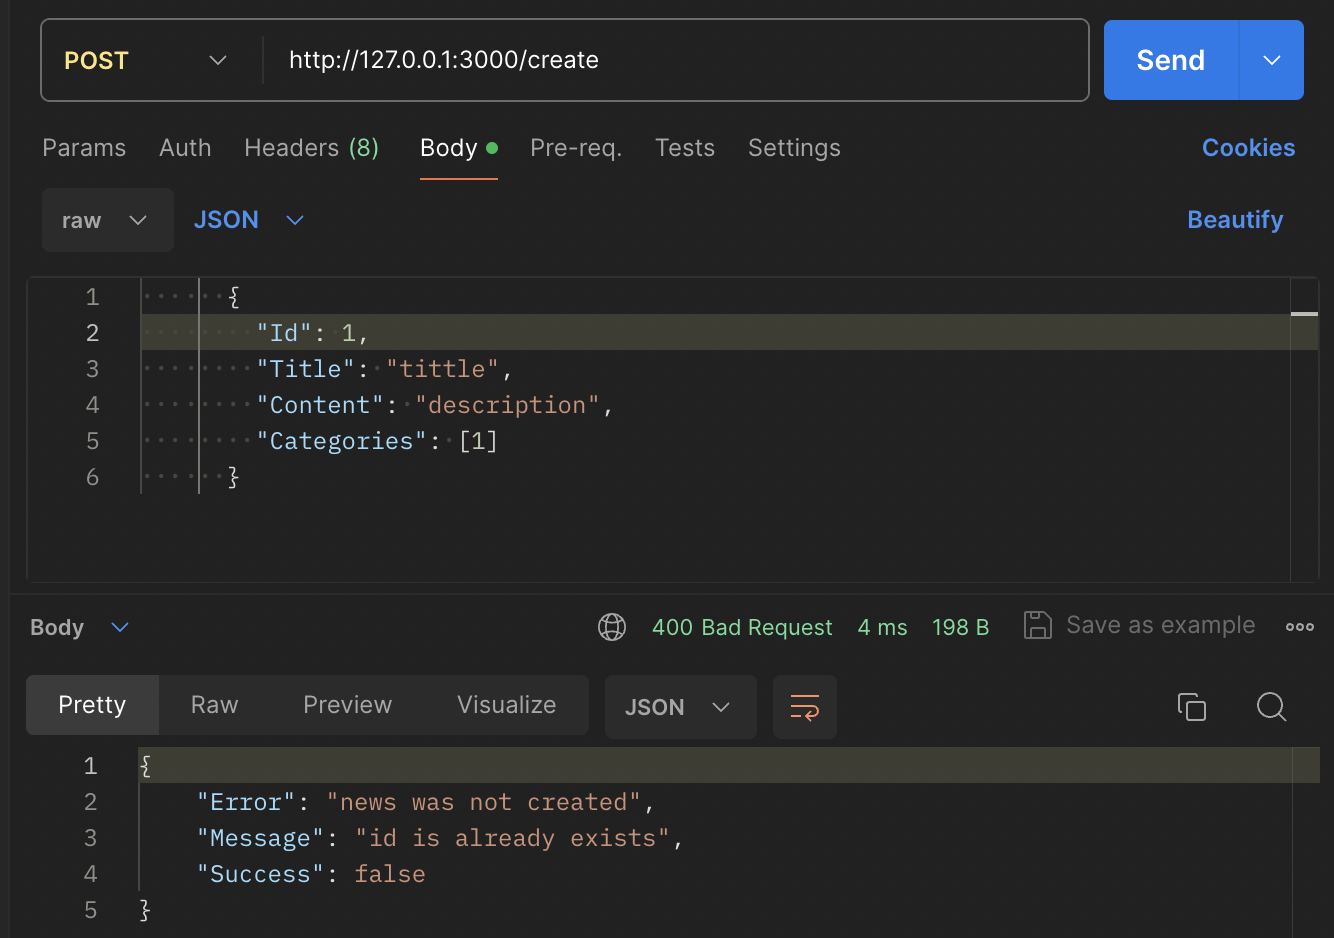 POST http://127.0.0.1:3000/create Send
Params Auth Headers (8) Body Pre-req. Tests Settings Cookies
raw JSON Beautify
1 {
2 "Id": 1,
3 "Title": "tittle",
4 "Content": "description",
5 "Categories": [1]
6 }
Body 400 Bad Request 4 ms 198 B Save as example
Pretty Raw Preview Visualize JSON
1 {
2 "Error": "news was not created",
3 "Message": "id is already exists",
4 "Success": false
5 }